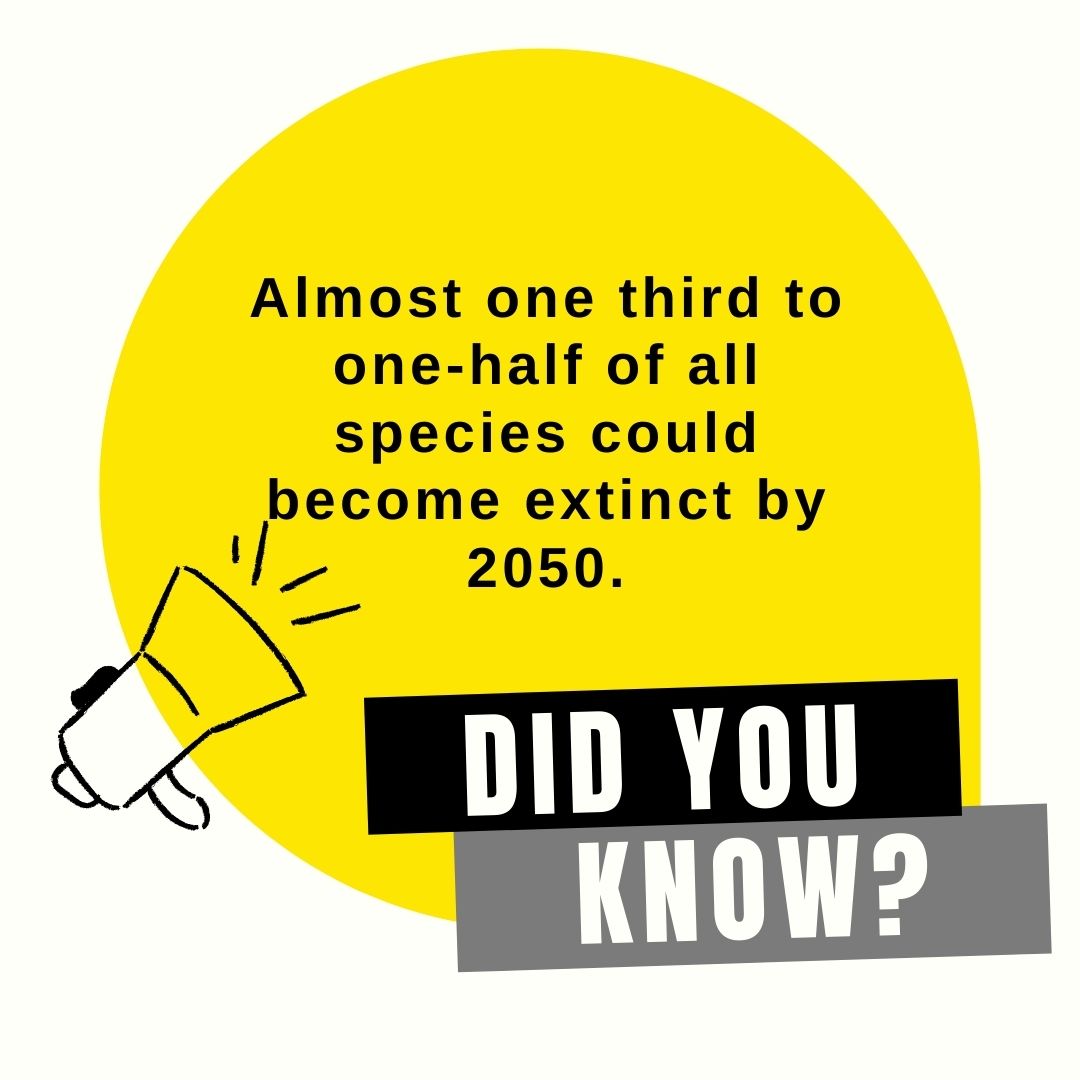 Almost one third to
one-half of all
species could
become extinct by
2050.
DID YOU
KNOW?